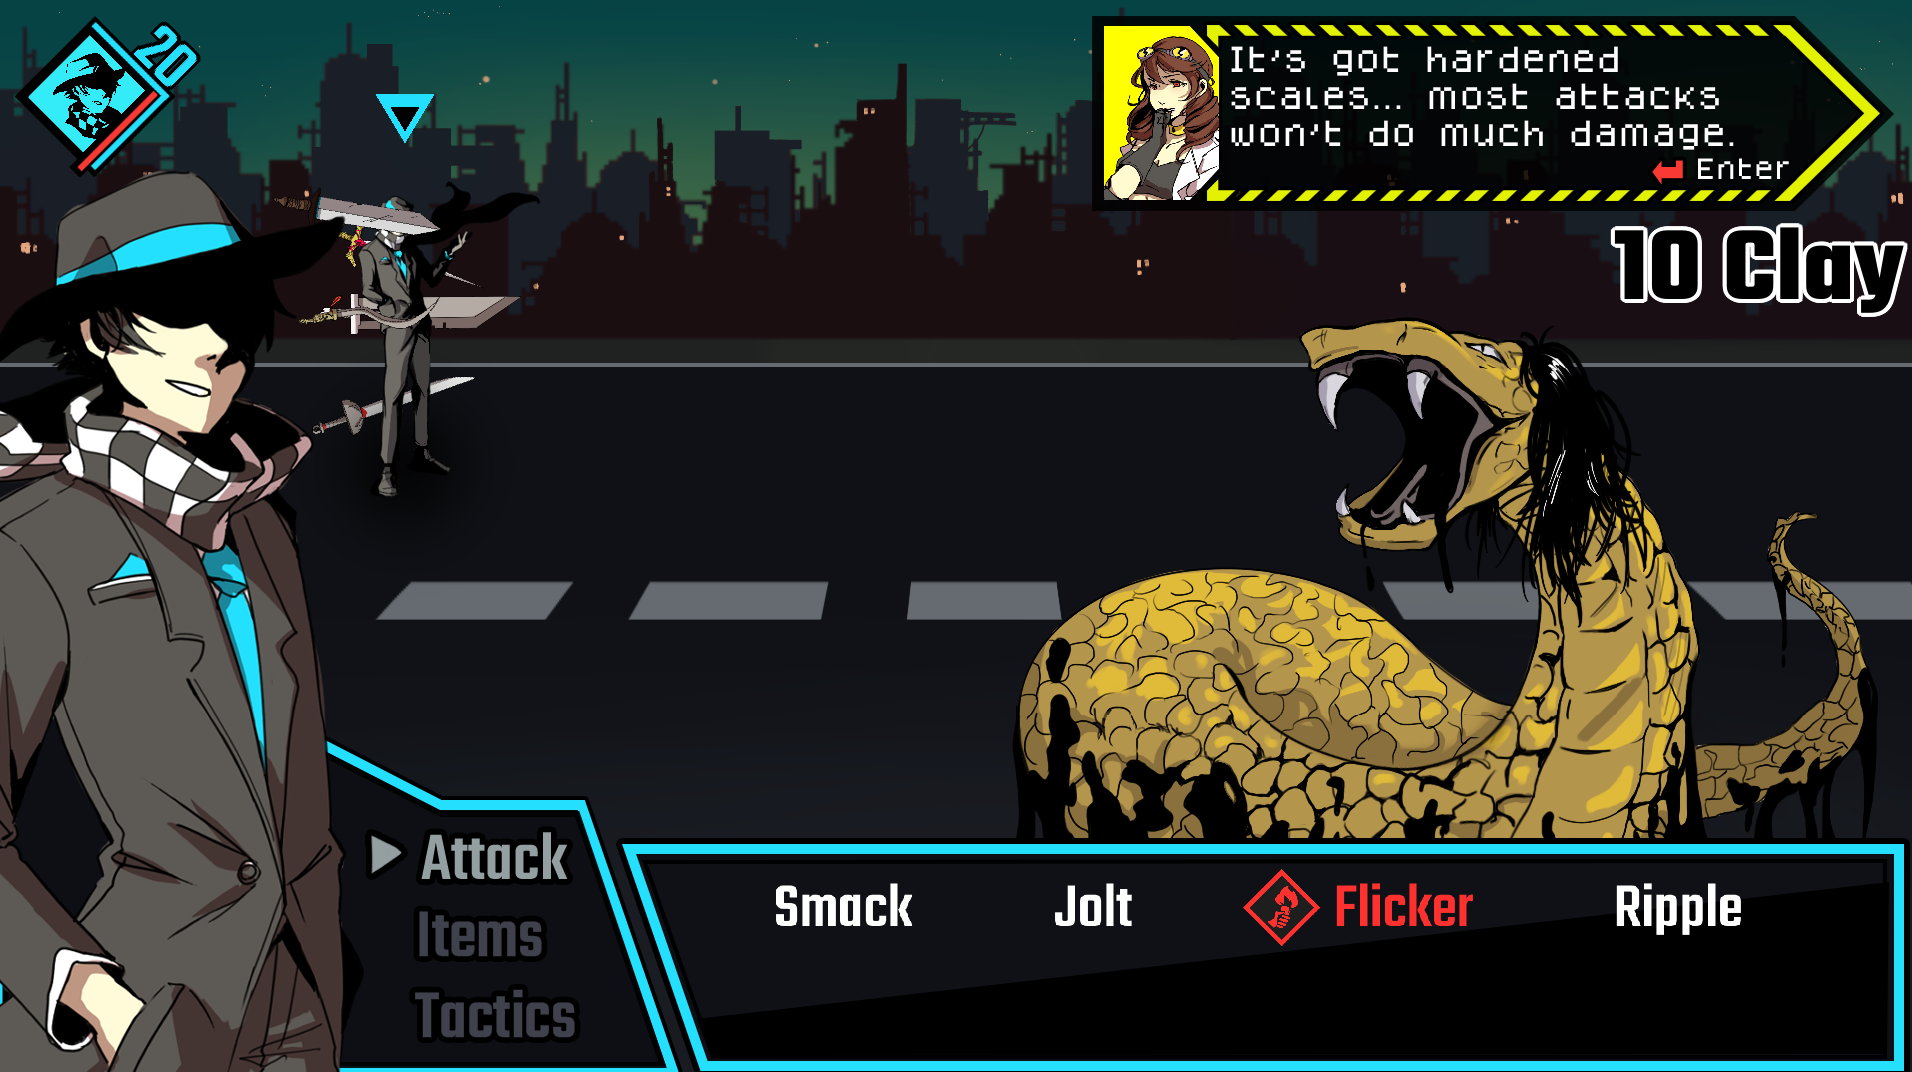 20
It's got hardened
scales... most attacks
won't do much damage.
Enter
10 Clay
Attack
Items
Tactics
Smack Jolt Flicker Ripple